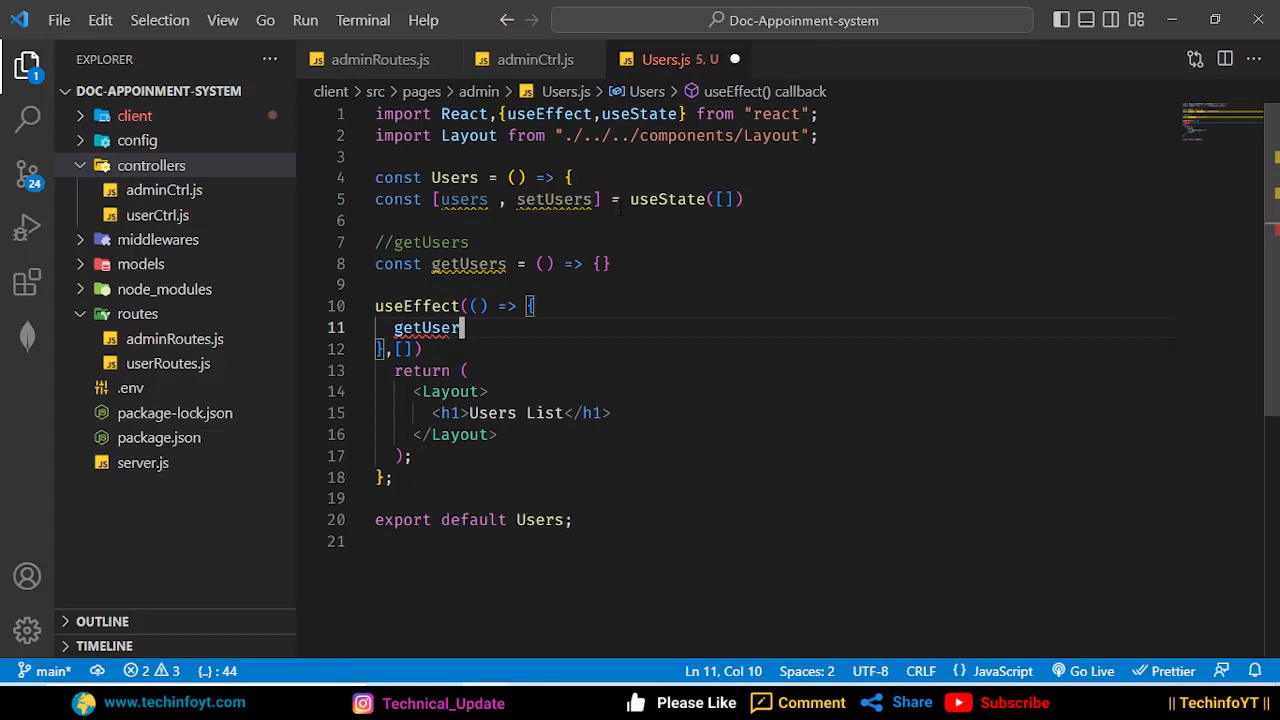 File Edit Selection View Go Run Terminal Help
Doc-Appoinment-system
EXPLORER
adminRoutes.js
adminCtrl.js
Users.js 5, U
client > src > pages > admin > Users.js > Users > useEffect() callback
1
24
DOC-APPOINMENT-SYSTEM
client
config
controllers
adminCtrl.js
userCtrl.js
middlewares
models
node_modules
routes
adminRoutes.js
userRoutes.js
.env
package-lock.json
package.json
server.js
OUTLINE
TIMELINE
1 import React,{useEffect,useState} from "react";
2 import Layout from "./../../components/Layout";
3
4 const Users = () => {
5 const [users , setUsers] = useState([])
6
7 //getUsers
8 const getUsers = () => {}
9
10 useEffect(() => {
11 getUser
12 },[])
13 return (
14 <Layout>
15 <h1>Users List</h1>
16 </Layout>
17 );
18 };
19
20 export default Users;
21
main* 2 3 {..} : 44 Ln 11, Col 10 Spaces: 2 UTF-8 CRLF {} JavaScript Go Live Prettier
www.techinfoyt.com Technical_Update Please Like Comment Share Subscribe || TechinfoYT ||